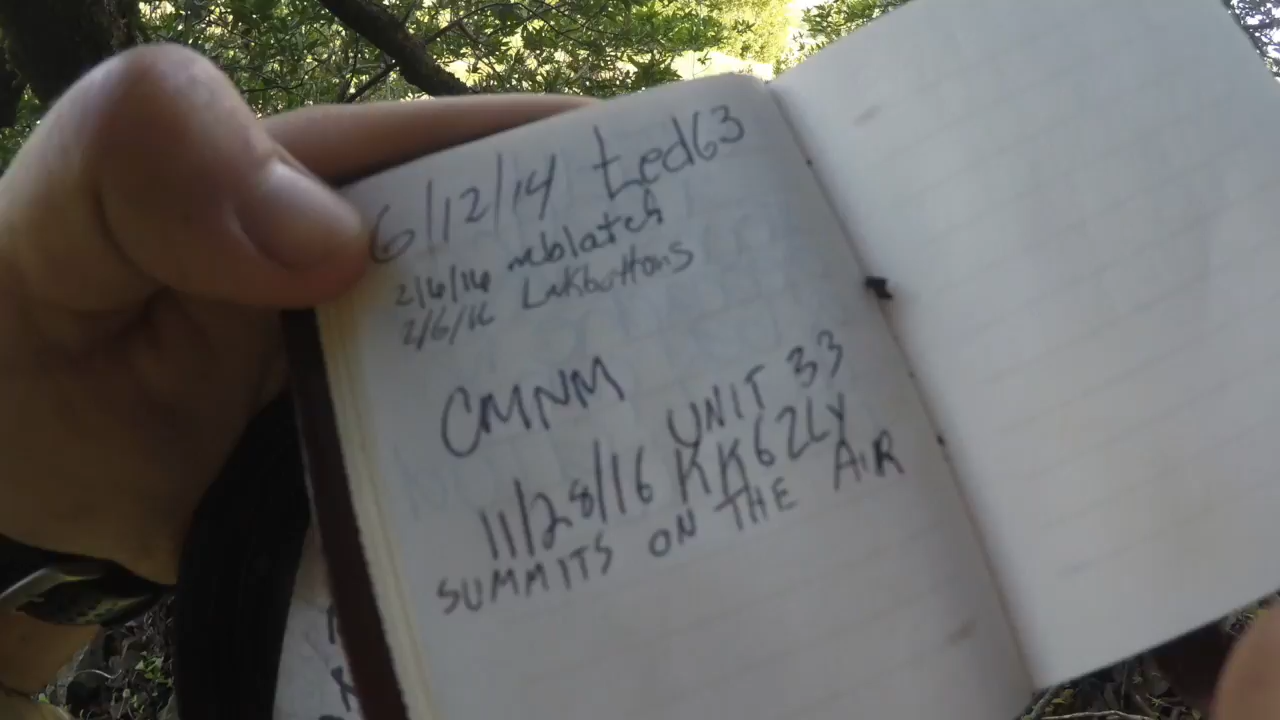 6/12/14 Ted63
2/6/16 mblatch
2/6/16 Lukbuttons
CMNM
UNIT 33
11/28/16 KK6ZLY
SUMMITS ON THE AIR